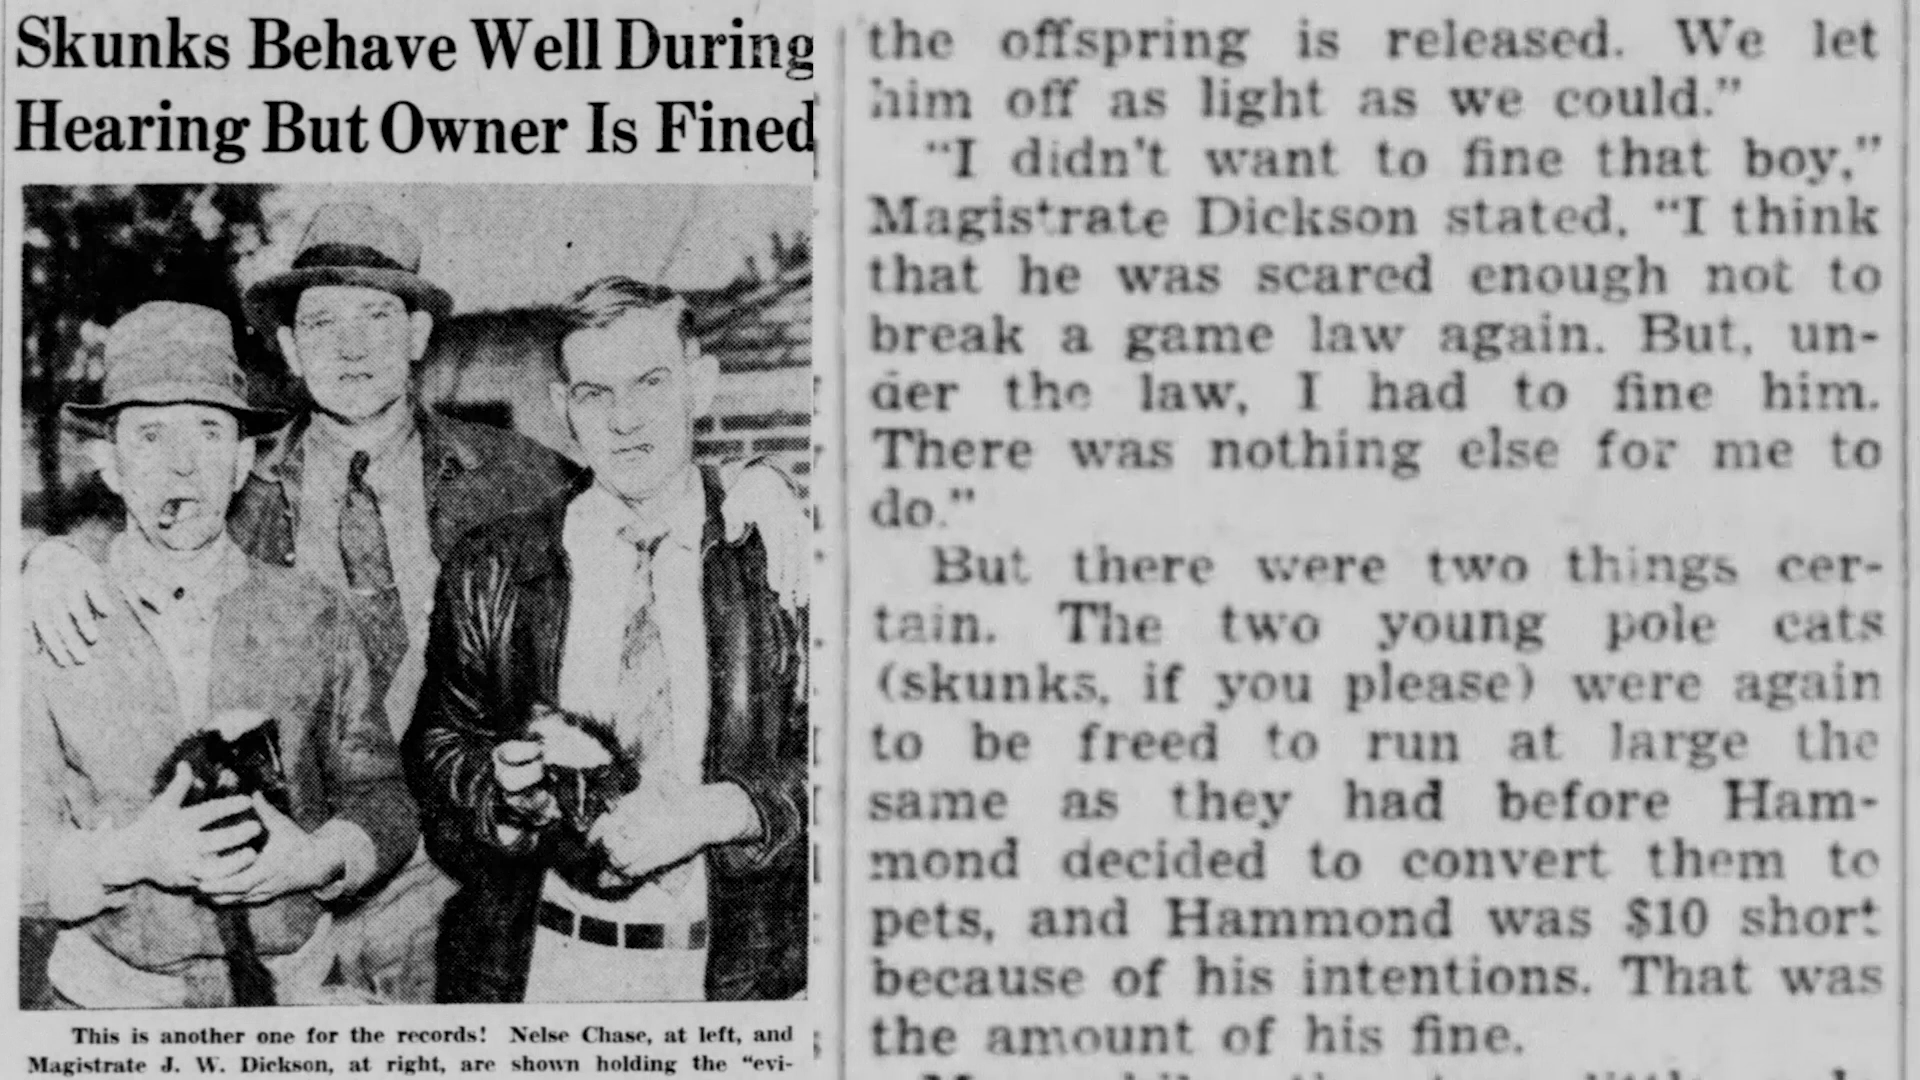 Skunks Behave Well During
Hearing But Owner Is Fined
This is another one for the records! Nelse Chase, at left, and
Magistrate J. W. Dickson, at right, are shown holding the "evi-
the offspring is released. We let
him off as light as we could."
"I didn't want to fine that boy,"
Magistrate Dickson stated, "I think
that he was scared enough not to
break a game law again. But, un-
der the law, I had to fine him.
There was nothing else for me to
do."
But there were two things cer-
tain. The two young pole cats
(skunks, if you please) were again
to be freed to run at large the
same as they had before Ham-
mond decided to convert them to
pets, and Hammond was $10 short
because of his intentions. That was
the amount of his fine.